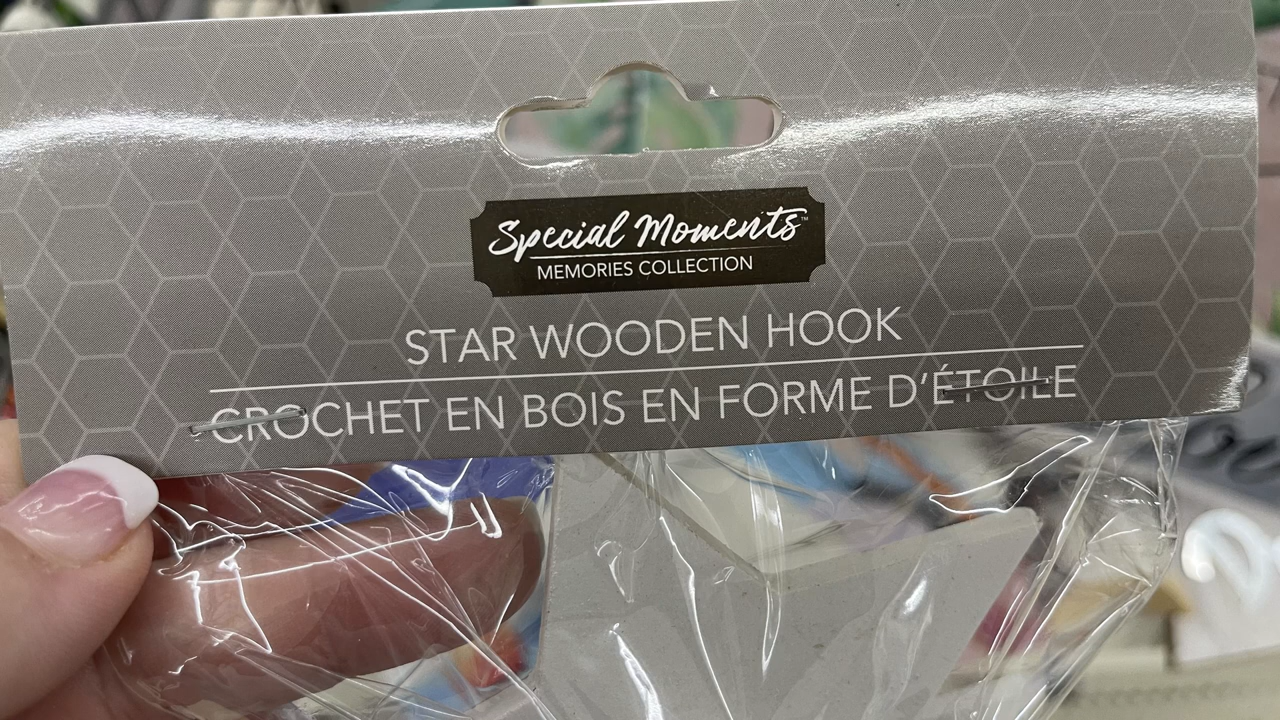 Special Moments™
MEMORIES COLLECTION
STAR WOODEN HOOK
CROCHET EN BOIS EN FORME D'ÉTOILE